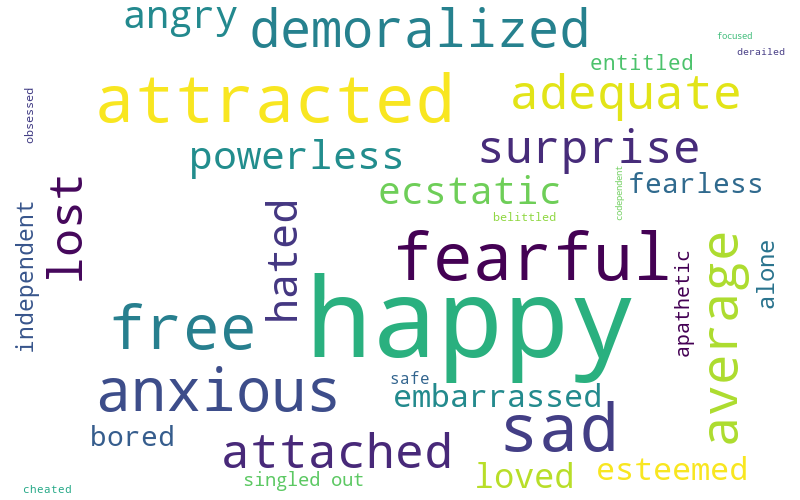 angry
demoralized
focused
derailed
entitled
attracted
adequate
obsessed
surprise
powerless
ecstatic
fearless
codependent
belittled
lost
independent
hated
fearful
average
alone
apathetic
happy
free
anxious
safe
embarrassed
sad
bored
attached
loved
esteemed
singled out
cheated